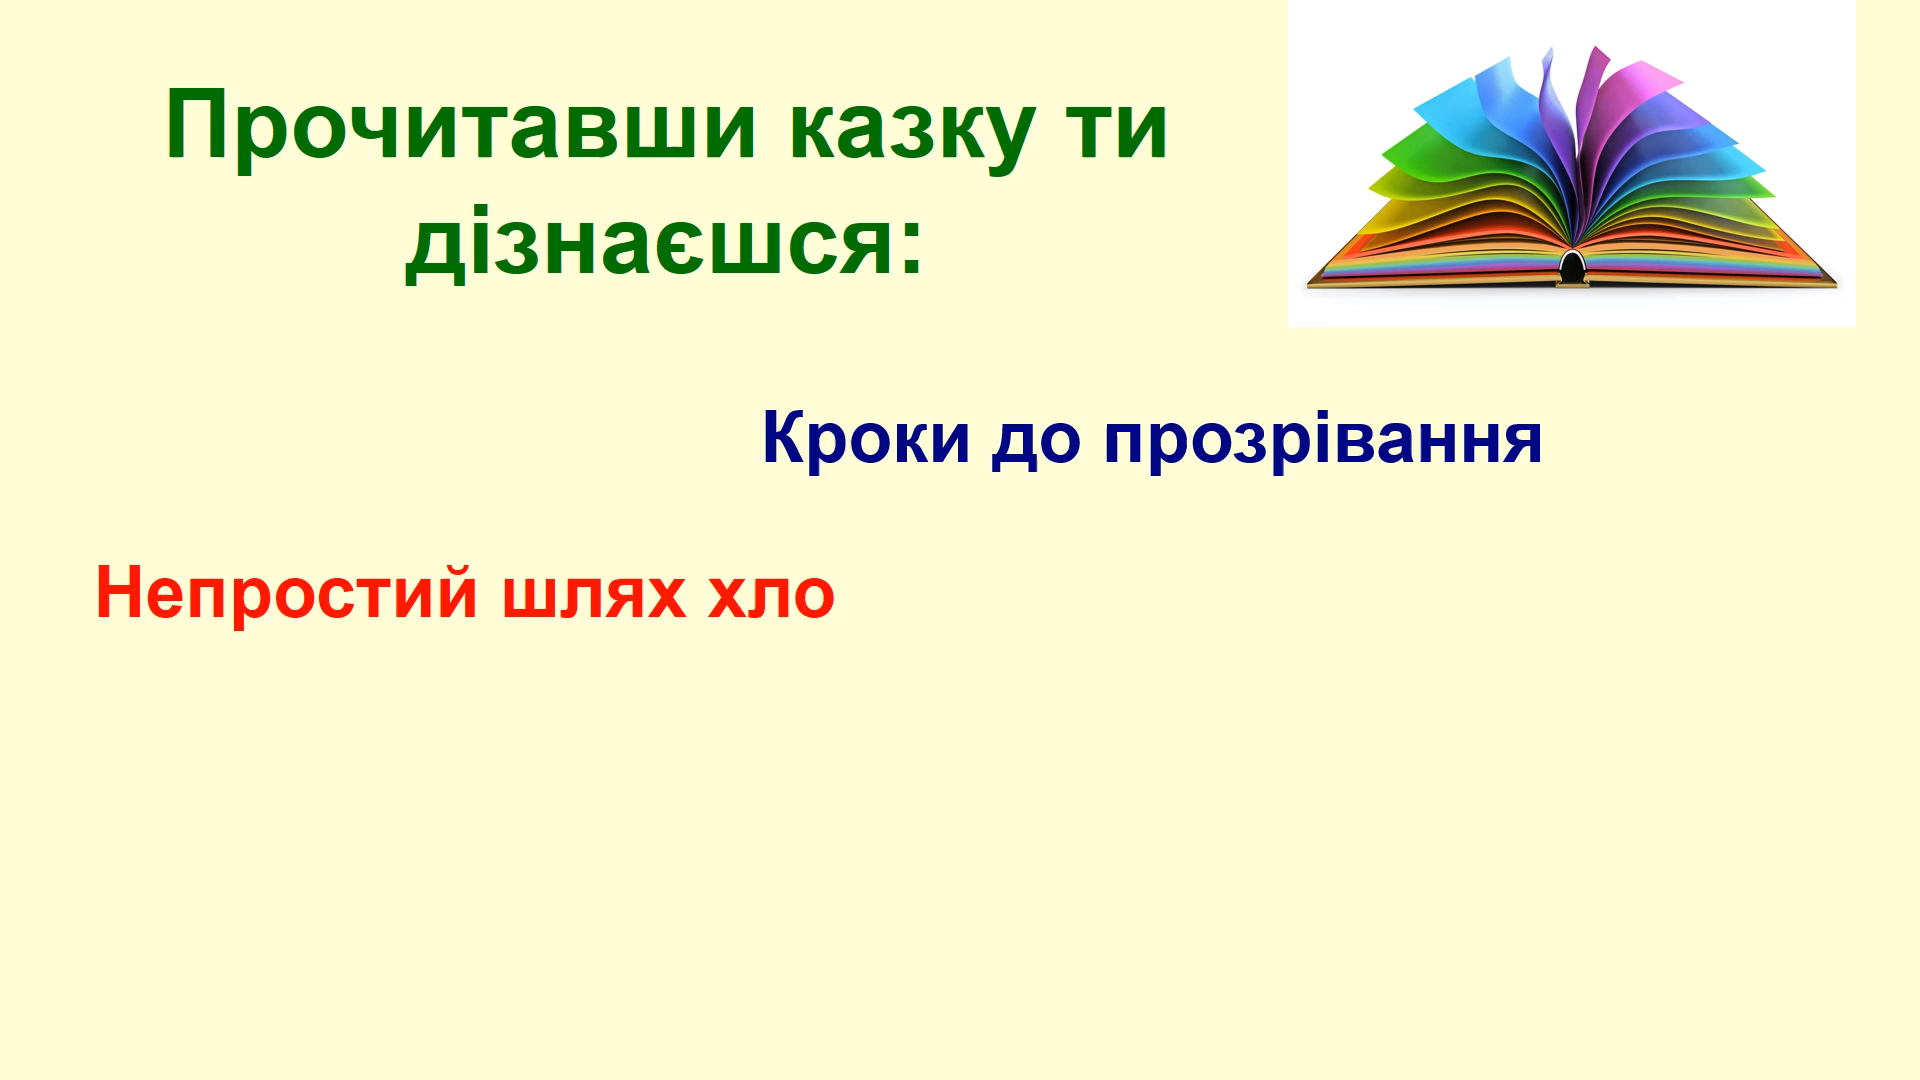 Прочитавши казку ти
дізнаєшся:
Кроки до прозрівання
Непростий шлях хло